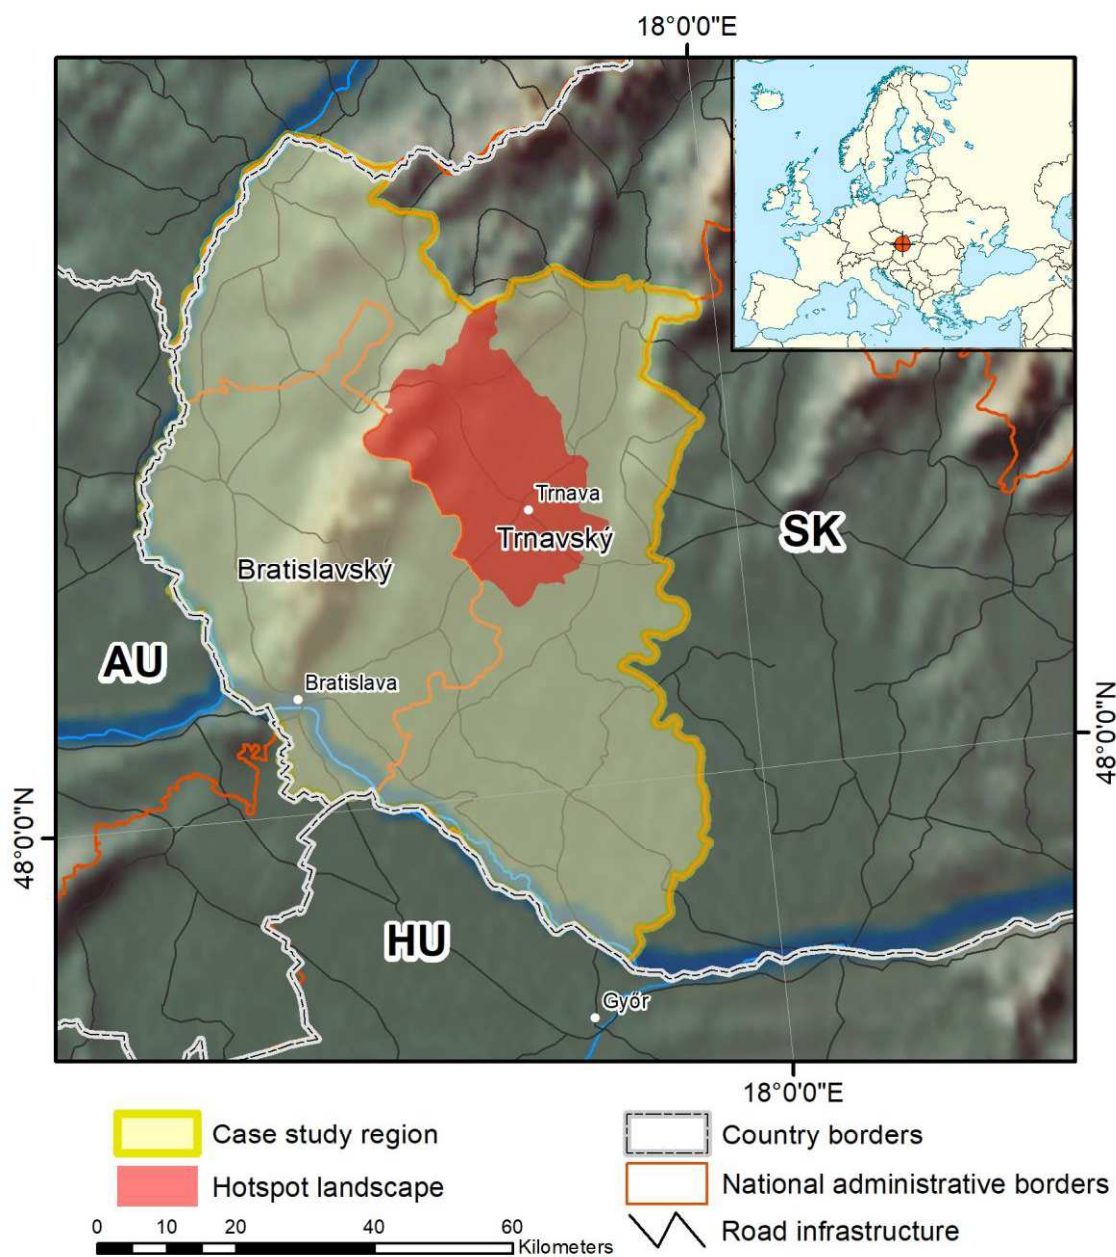 18°0'0"E
Trnava
Trnavský
SK
Bratislavský
AU
Bratislava
48°0'0"N
48°0'0"N
HU
Győr
18°0'0"E
Case study region
Country borders
Hotspot landscape
National administrative borders
Road infrastructure
0 10 20 40 60
Kilometers